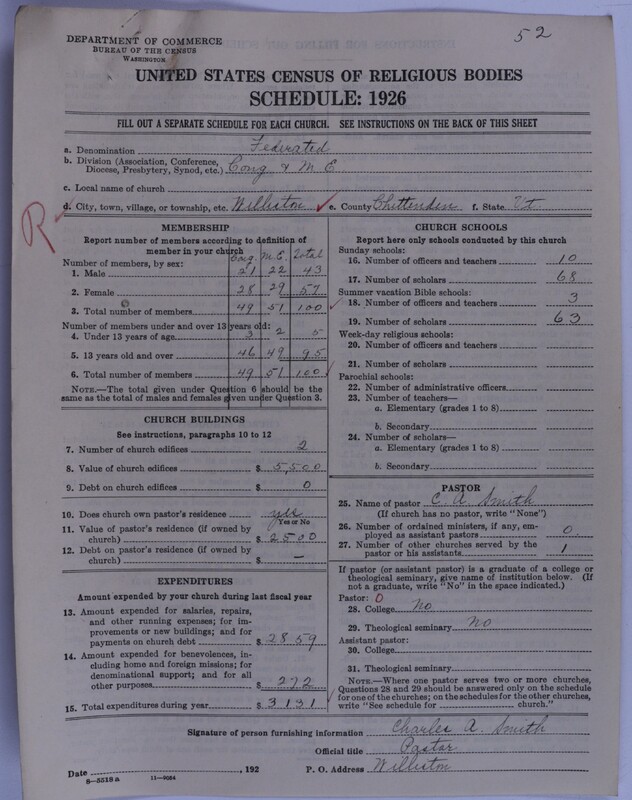 52
DEPARTMENT OF COMMERCE
BUREAU OF THE CENSUS
WASHINGTON
UNITED STATES CENSUS OF RELIGIOUS BODIES
SCHEDULE: 1926
FILL OUT A SEPARATE SCHEDULE FOR EACH CHURCH. SEE INSTRUCTIONS ON THE BACK OF THIS SHEET
a. Denomination Federated
b. Division (Association, Conference, Diocese, Presbytery, Synod, etc.) Cong & M E
c. Local name of church
R
d. City, town, village, or township, etc. Williston e. County Chittenden f. State Vt
MEMBERSHIP
Report number of members according to definition of
member in your church
Cong. M.E. Total
Number of members, by sex:
1. Male 21 22 43
2. Female 28 29 57
3. Total number of members 49 51 100
Number of members under and over 13 years old:
4. Under 13 years of age 3 2 5
5. 13 years old and over 46 49 95
6. Total number of members 49 51 100
NOTE.—The total given under Question 6 should be the
same as the total of males and females given under Question 3.
CHURCH BUILDINGS
See instructions, paragraphs 10 to 12
7. Number of church edifices 2
8. Value of church edifices $ 5,500
9. Debt on church edifices $ 0
10. Does church own pastor's residence? yes
Yes or No
11. Value of pastor's residence (if owned by
church) $ 2500
12. Debt on pastor's residence (if owned by
church) $ —
EXPENDITURES
Amount expended by your church during last fiscal year
13. Amount expended for salaries, repairs,
and other running expenses; for im-
provements or new buildings; and for
payments on church debt $ 2859
14. Amount expended for benevolences, in-
cluding home and foreign missions; for
denominational support; and for all
other purposes $ 272
15. Total expenditures during year $ 3131
CHURCH SCHOOLS
Report here only schools conducted by this church
Sunday schools:
16. Number of officers and teachers 10
17. Number of scholars 68
Summer vacation Bible schools:
18. Number of officers and teachers 3
19. Number of scholars 63
Week-day religious schools:
20. Number of officers and teachers
21. Number of scholars
Parochial schools:
22. Number of administrative officers
23. Number of teachers—
a. Elementary (grades 1 to 8)
b. Secondary
24. Number of scholars—
a. Elementary (grades 1 to 8)
b. Secondary
PASTOR
25. Name of pastor C. A. Smith
(If church has no pastor, write "None")
26. Number of ordained ministers, if any, em-
ployed as assistant pastors 0
27. Number of other churches served by the
pastor or his assistants 1
If pastor (or assistant pastor) is a graduate of a college or
theological seminary, give name of institution below. (If
not a graduate, write "No" in the space indicated.)
Pastor: 0
28. College No
29. Theological seminary No
Assistant pastor:
30. College
31. Theological seminary
NOTE.—Where one pastor serves two or more churches,
Questions 28 and 29 should be answered only on the schedule
for one of the churches; on the schedules for the other churches,
write "See schedule for church."
Signature of person furnishing information Charles A. Smith
Official title Pastor
Date , 192 P. O. Address Williston
8—5518a 11—9034